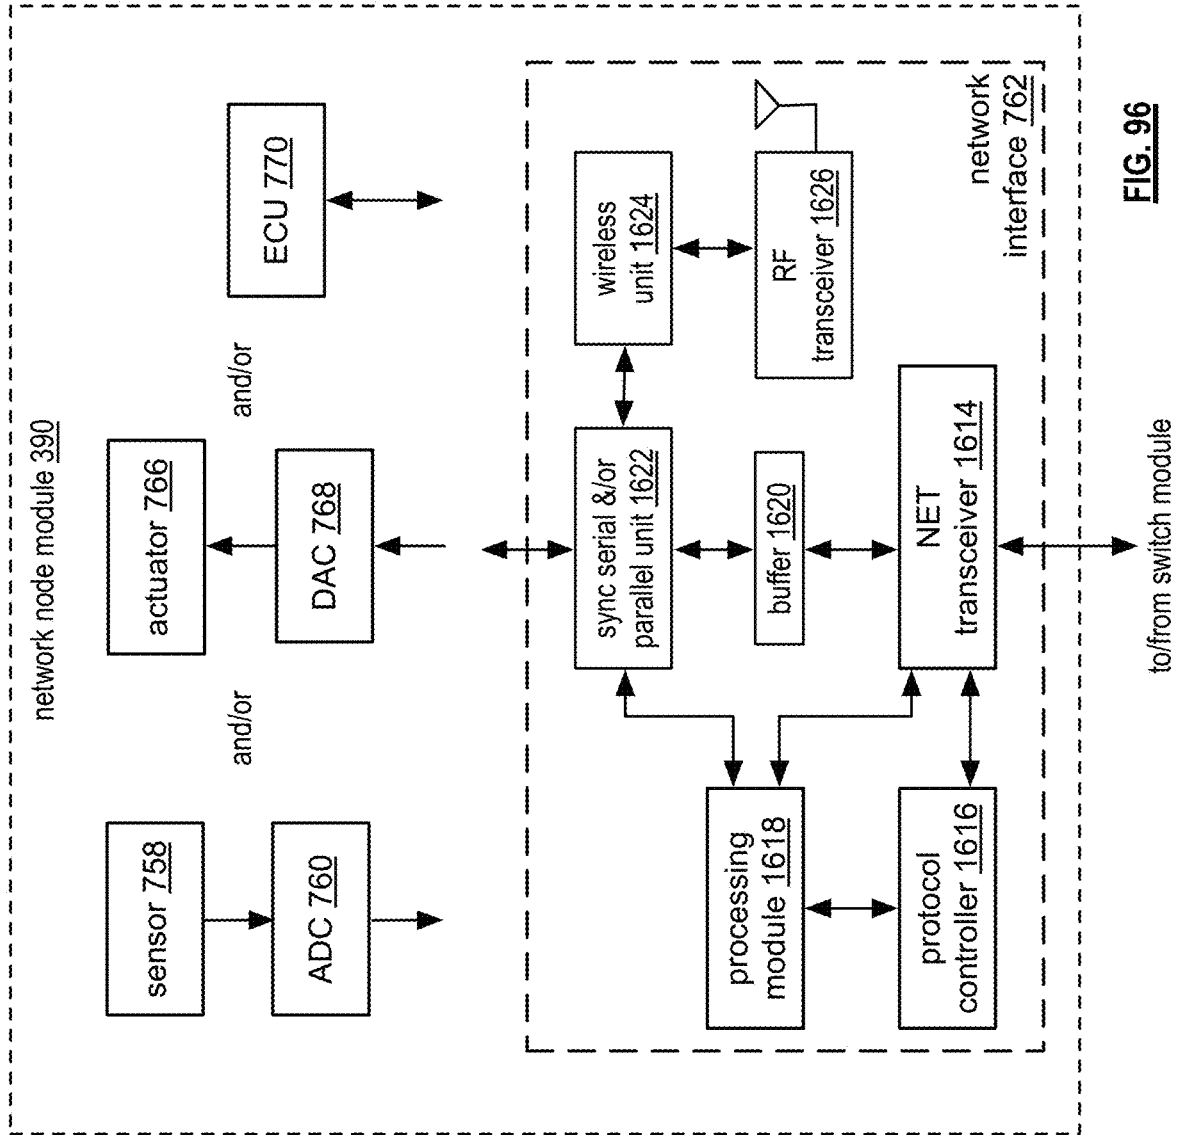 network node module 390
sensor 758
and/or
actuator 766
and/or
ECU 770
ADC 760
DAC 768
sync serial &/or
parallel unit 1622
wireless
unit 1624
processing
module 1618
buffer 1620
RF
transceiver 1626
protocol
controller 1616
NET
transceiver 1614
network
interface 762
to/from switch module
FIG. 96